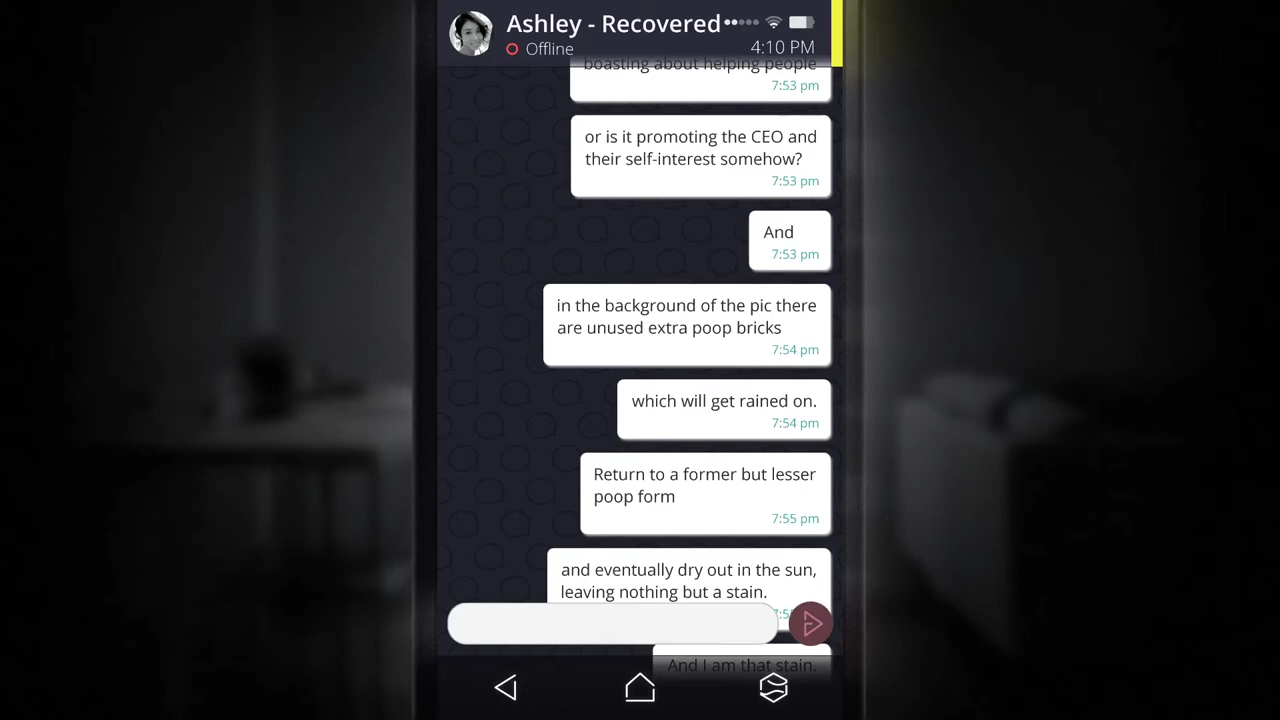 Ashley - Recovered
Offline
4:10 PM
boasting about helping people
7:53 pm
or is it promoting the CEO and
their self-interest somehow?
7:53 pm
And
7:53 pm
in the background of the pic there
are unused extra poop bricks
7:54 pm
which will get rained on.
7:54 pm
Return to a former but lesser
poop form
7:55 pm
and eventually dry out in the sun,
leaving nothing but a stain.
And I am that stain.